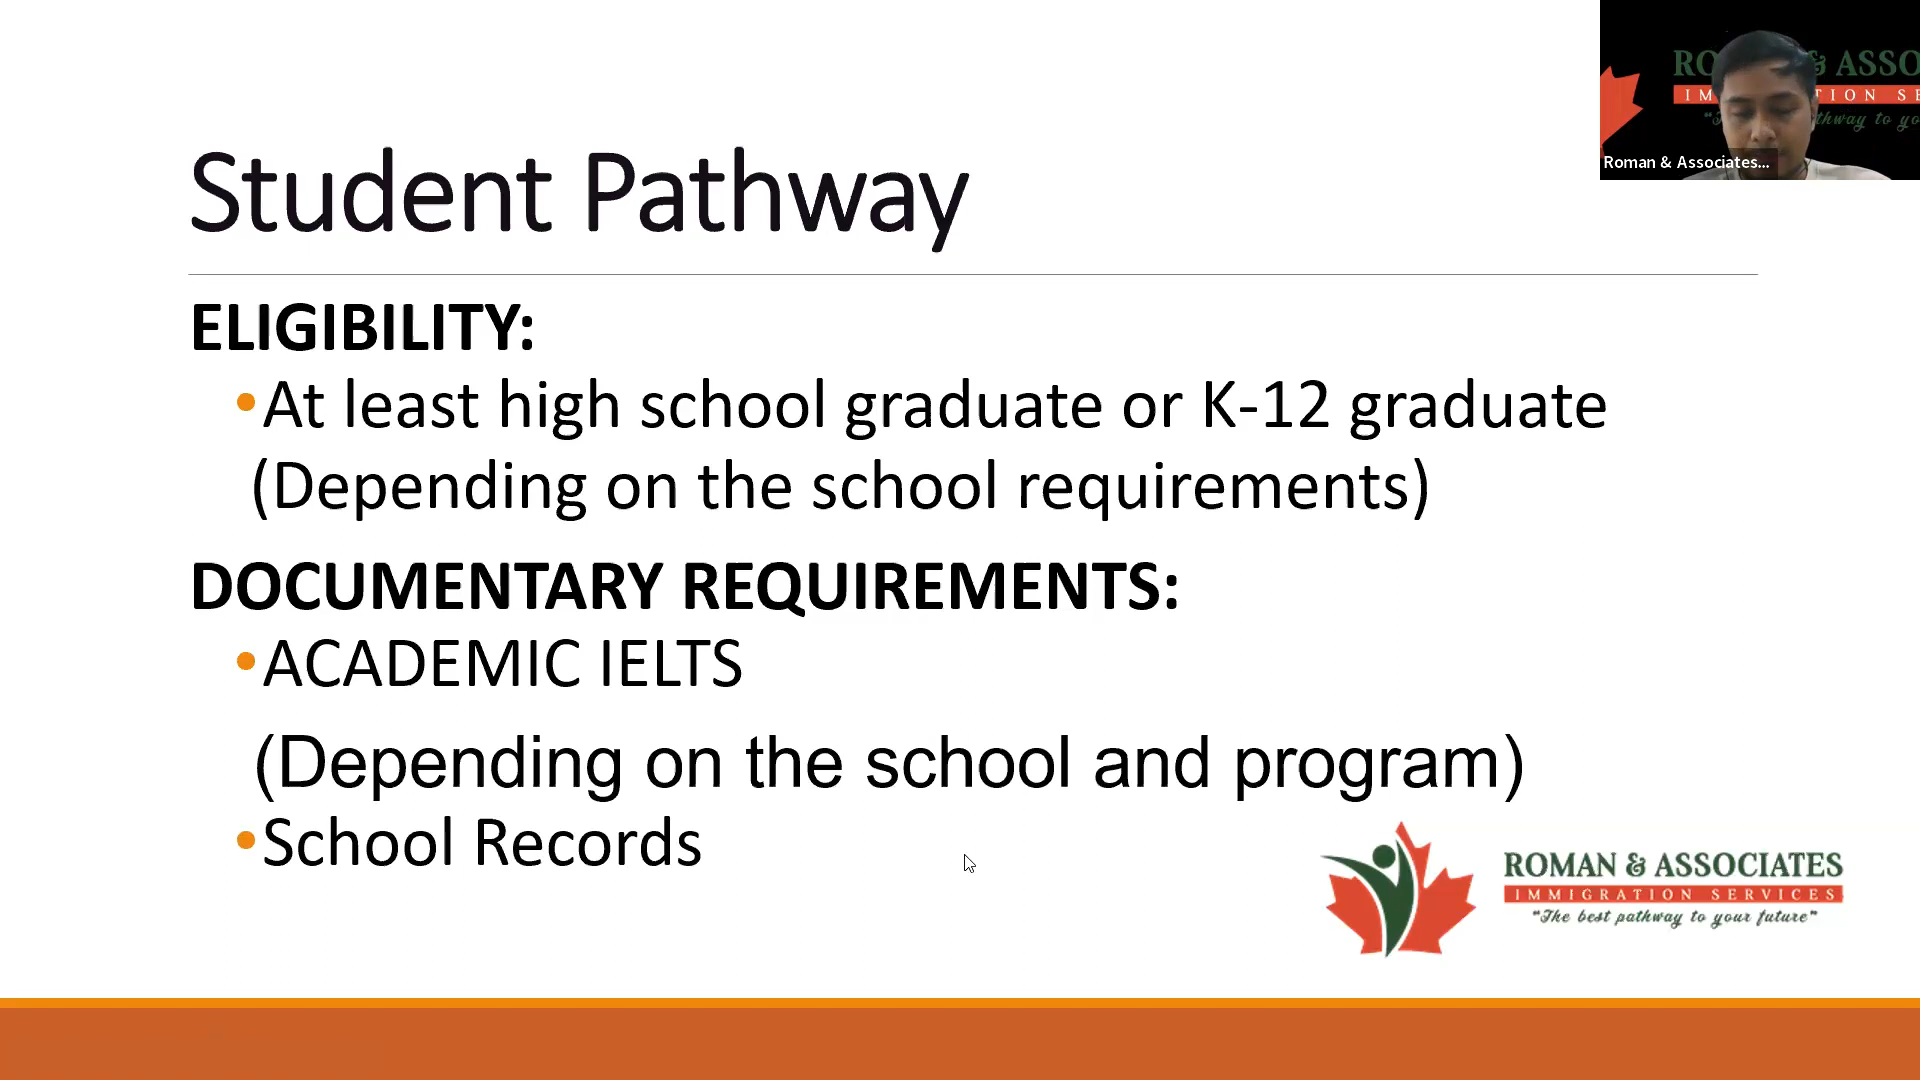 Student Pathway
ELIGIBILITY:
•At least high school graduate or K-12 graduate
(Depending on the school requirements)
DOCUMENTARY REQUIREMENTS:
•ACADEMIC IELTS
(Depending on the school and program)
•School Records
ROMAN & ASSOCIATES
IMMIGRATION SERVICES
"The best pathway to your future"
Roman & Associates...